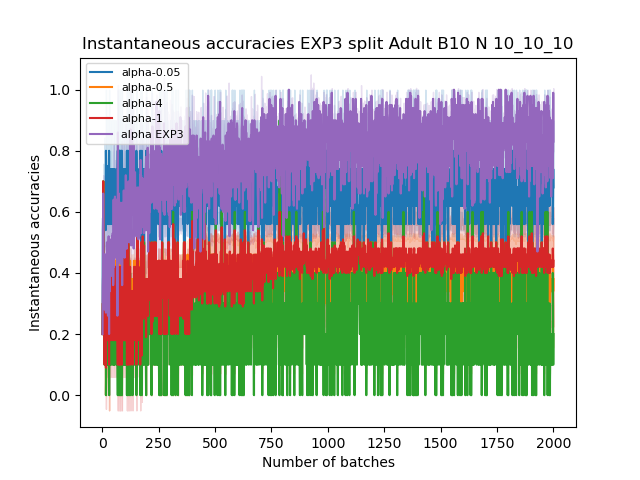 Instantaneous accuracies EXP3 split Adult B10 N 10_10_10
alpha-0.05
alpha-0.5
alpha-4
alpha-1
alpha EXP3
Instantaneous accuracies
1.0
0.8
0.6
0.4
0.2
0.0
0 250 500 750 1000 1250 1500 1750 2000
Number of batches